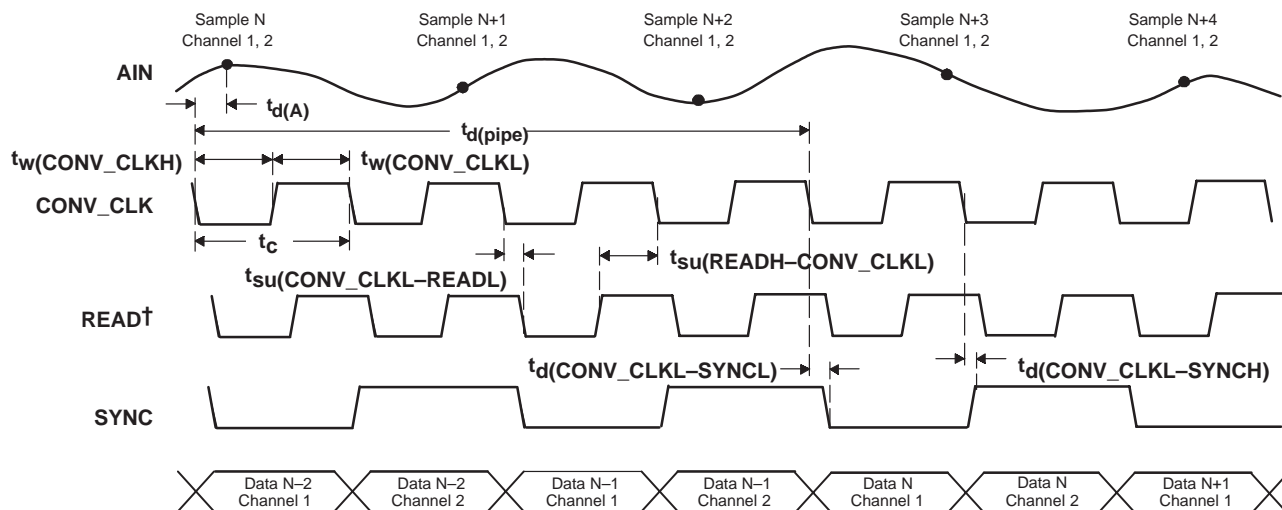 Sample N
Channel 1, 2
Sample N+1
Channel 1, 2
Sample N+2
Channel 1, 2
Sample N+3
Channel 1, 2
Sample N+4
Channel 1, 2
AIN
td(A)
td(pipe)
tw(CONV_CLKH)
tw(CONV_CLKL)
CONV_CLK
tc
tsu(READH–CONV_CLKL)
tsu(CONV_CLKL–READL)
READ†
td(CONV_CLKL–SYNCL)
td(CONV_CLKL–SYNCH)
SYNC
Data N–2
Channel 1
Data N–2
Channel 2
Data N–1
Channel 1
Data N–1
Channel 2
Data N
Channel 1
Data N
Channel 2
Data N+1
Channel 1